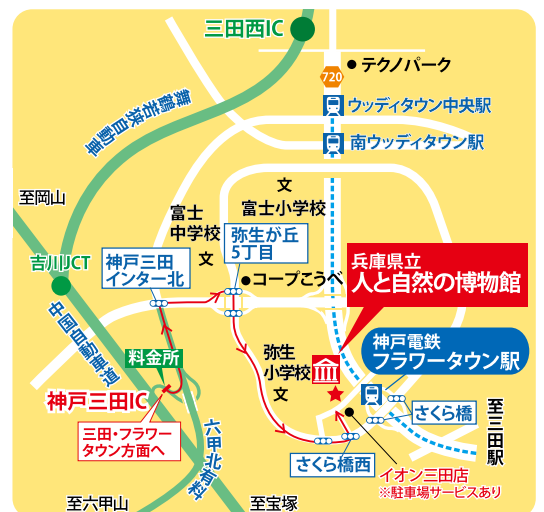 三田西IC
テクノパーク
720
ウッディタウン中央駅
南ウッディタウン駅
舞鶴若狭自動車
至岡山
文
富士小学校
富士
中学校
文
弥生が丘
5丁目
兵庫県立
人と自然の博物館
吉川JCT
神戸三田
インター北
コープこうべ
中国自動車道
料金所
弥生
小学校
文
神戸電鉄
フラワータウン駅
神戸三田IC
三田・フラワー
タウン方面へ
六甲北有料
さくら橋
至三田駅
さくら橋西
イオン三田店
※駐車場サービスあり
至六甲山
至宝塚